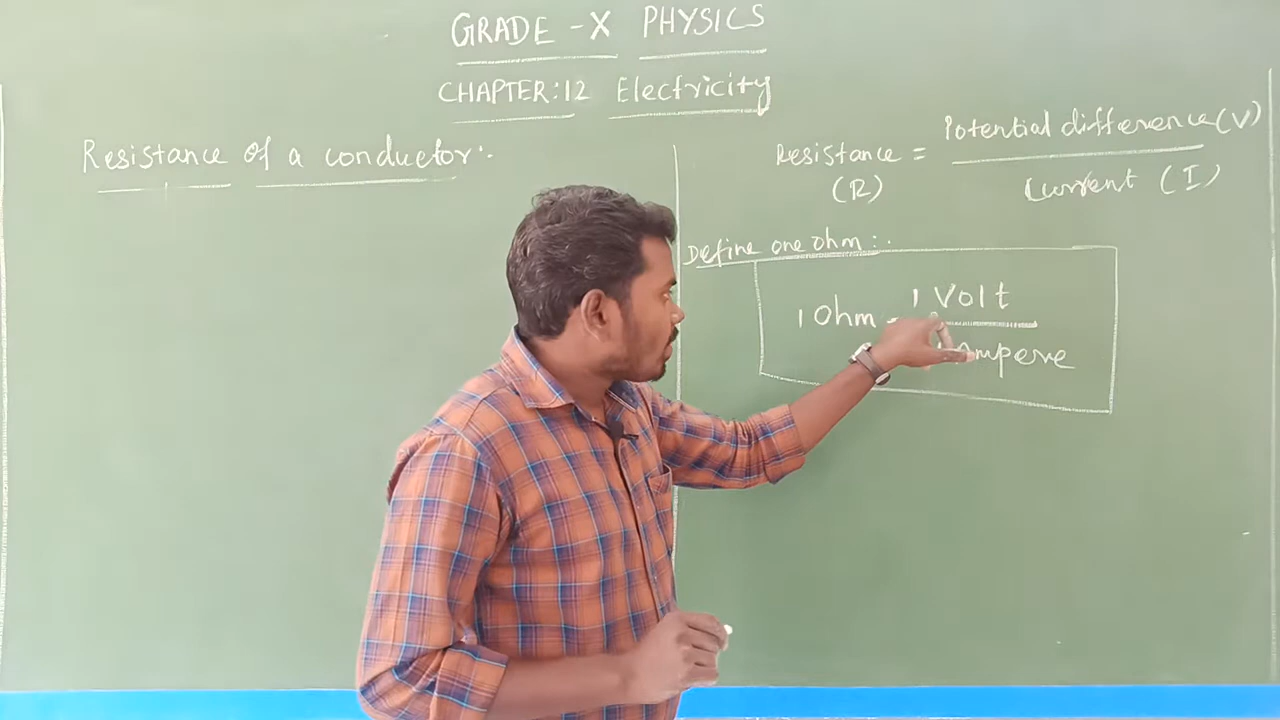 GRADE - X PHYSICS
CHAPTER:12 Electricity
Resistance of a conductor:-
Resistance = Potential difference (V)
(R) Current (I)
Define one ohm:-
1 Volt
1 Ohm
Ampere